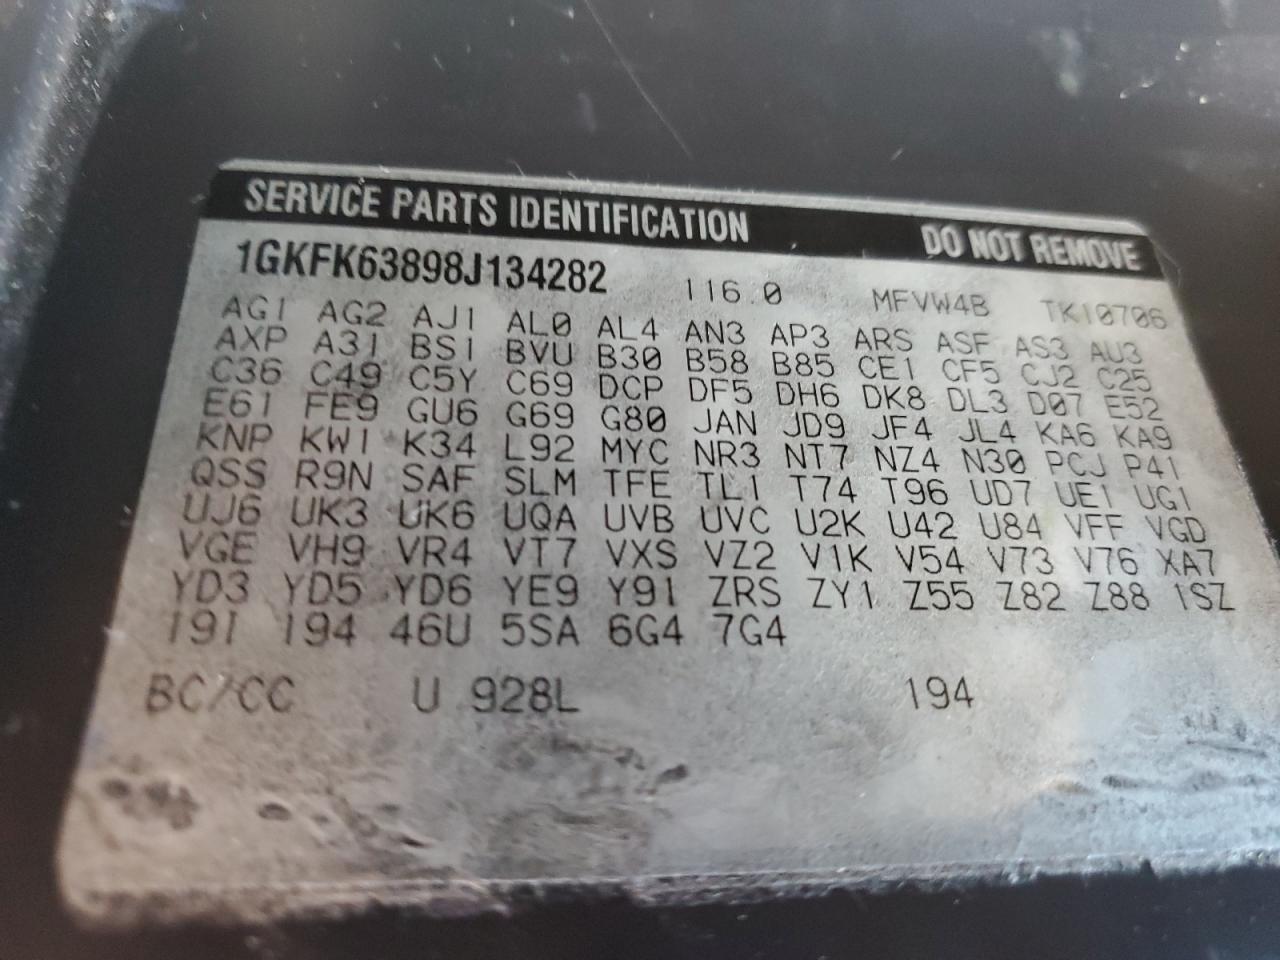 SERVICE PARTS IDENTIFICATION DO NOT REMOVE
1GKFK63898J134282 116.0 MFVW4B TK10706
AG1 AG2 AJ1 AL0 AL4 AN3 AP3 ARS ASF AS3 AU3
AXP A31 BS1 BVU B30 B58 B85 CE1 CF5 CJ2 C25
C36 C49 C5Y C69 DCP DF5 DH6 DK8 DL3 D07 E52
E61 FE9 GU6 G69 G80 JAN JD9 JF4 JL4 KA6 KA9
KNP KW1 K34 L92 MYC NR3 NT7 NZ4 N30 PCJ P41
QSS R9N SAF SLM TFE TL1 T74 T96 UD7 UE1 UG1
UJ6 UK3 UK6 UQA UVB UVC U2K U42 U84 VFF VGD
VGE VH9 VR4 VT7 VXS VZ2 V1K V54 V73 V76 XA7
YD3 YD5 YD6 YE9 Y91 ZRS ZY1 Z55 Z82 Z88 1SZ
19I 194 46U 5SA 6G4 7G4
BC/CC U 928L 194